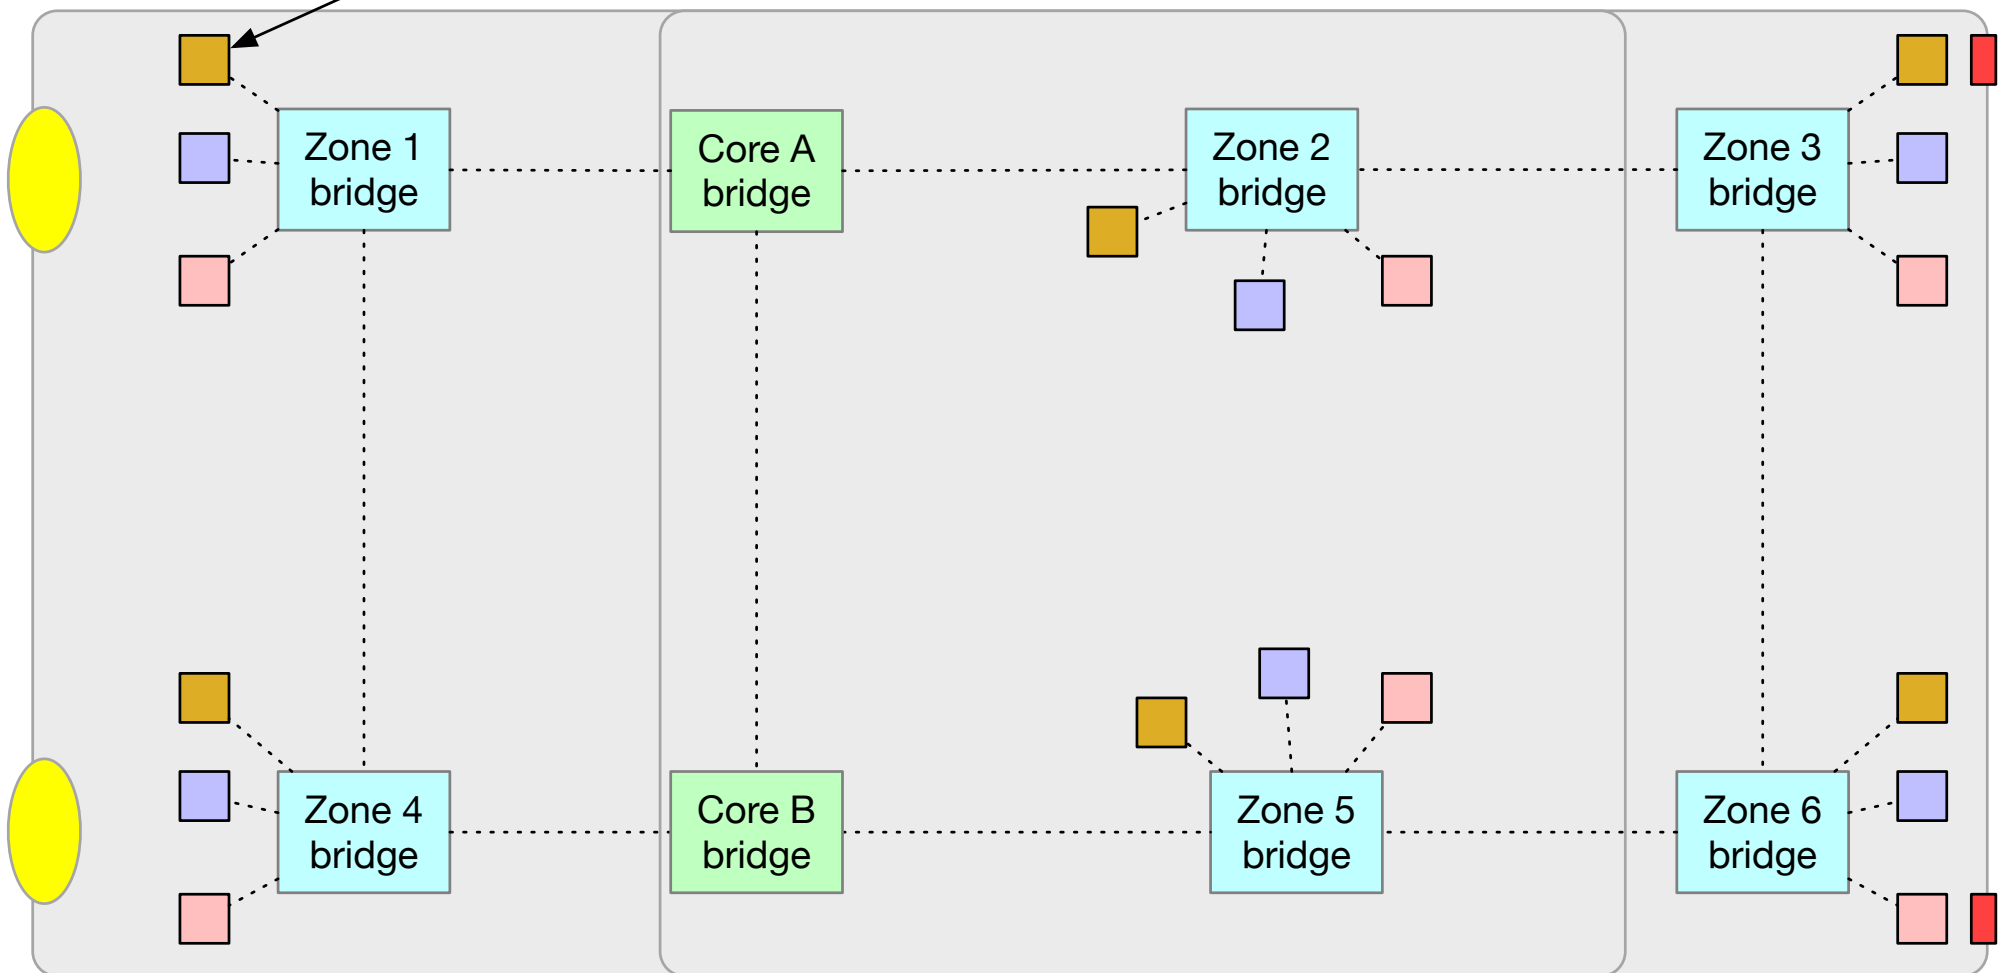 Zone 1
bridge
Core A
bridge
Zone 2
bridge
Zone 3
bridge
Zone 4
bridge
Core B
bridge
Zone 5
bridge
Zone 6
bridge